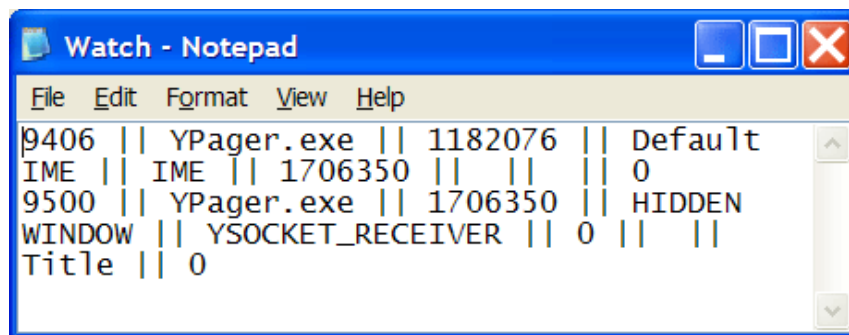 Watch - Notepad
File Edit Format View Help
9406 || YPager.exe || 1182076 || Default
IME || IME || 1706350 || || || 0
9500 || YPager.exe || 1706350 || HIDDEN
WINDOW || YSOCKET_RECEIVER || 0 || ||
Title || 0